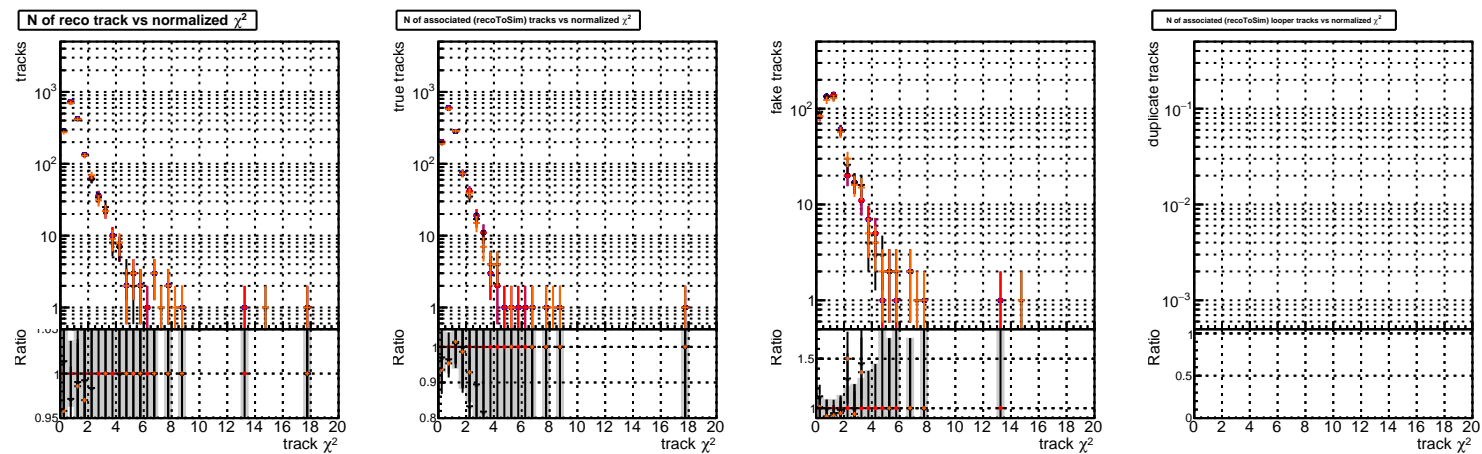 N of reco track vs normalized χ²
tracks
10³
10²
10
1
Ratio
1.05
1
0.95
0 2 4 6 8 10 12 14 16 18 20
track χ²
N of associated (recoToSim) tracks vs normalized χ²
true tracks
10³
10²
10
1
Ratio
1
0.9
0.8
0 2 4 6 8 10 12 14 16 18 20
track χ²
fake tracks
10²
10
1
Ratio
1.5
1
0 2 4 6 8 10 12 14 16 18 20
track χ²
N of associated (recoToSim) looper tracks vs normalized χ²
duplicate tracks
10⁻¹
10⁻²
10⁻³
Ratio
1
0.5
0
0 2 4 6 8 10 12 14 16 18 20
track χ²